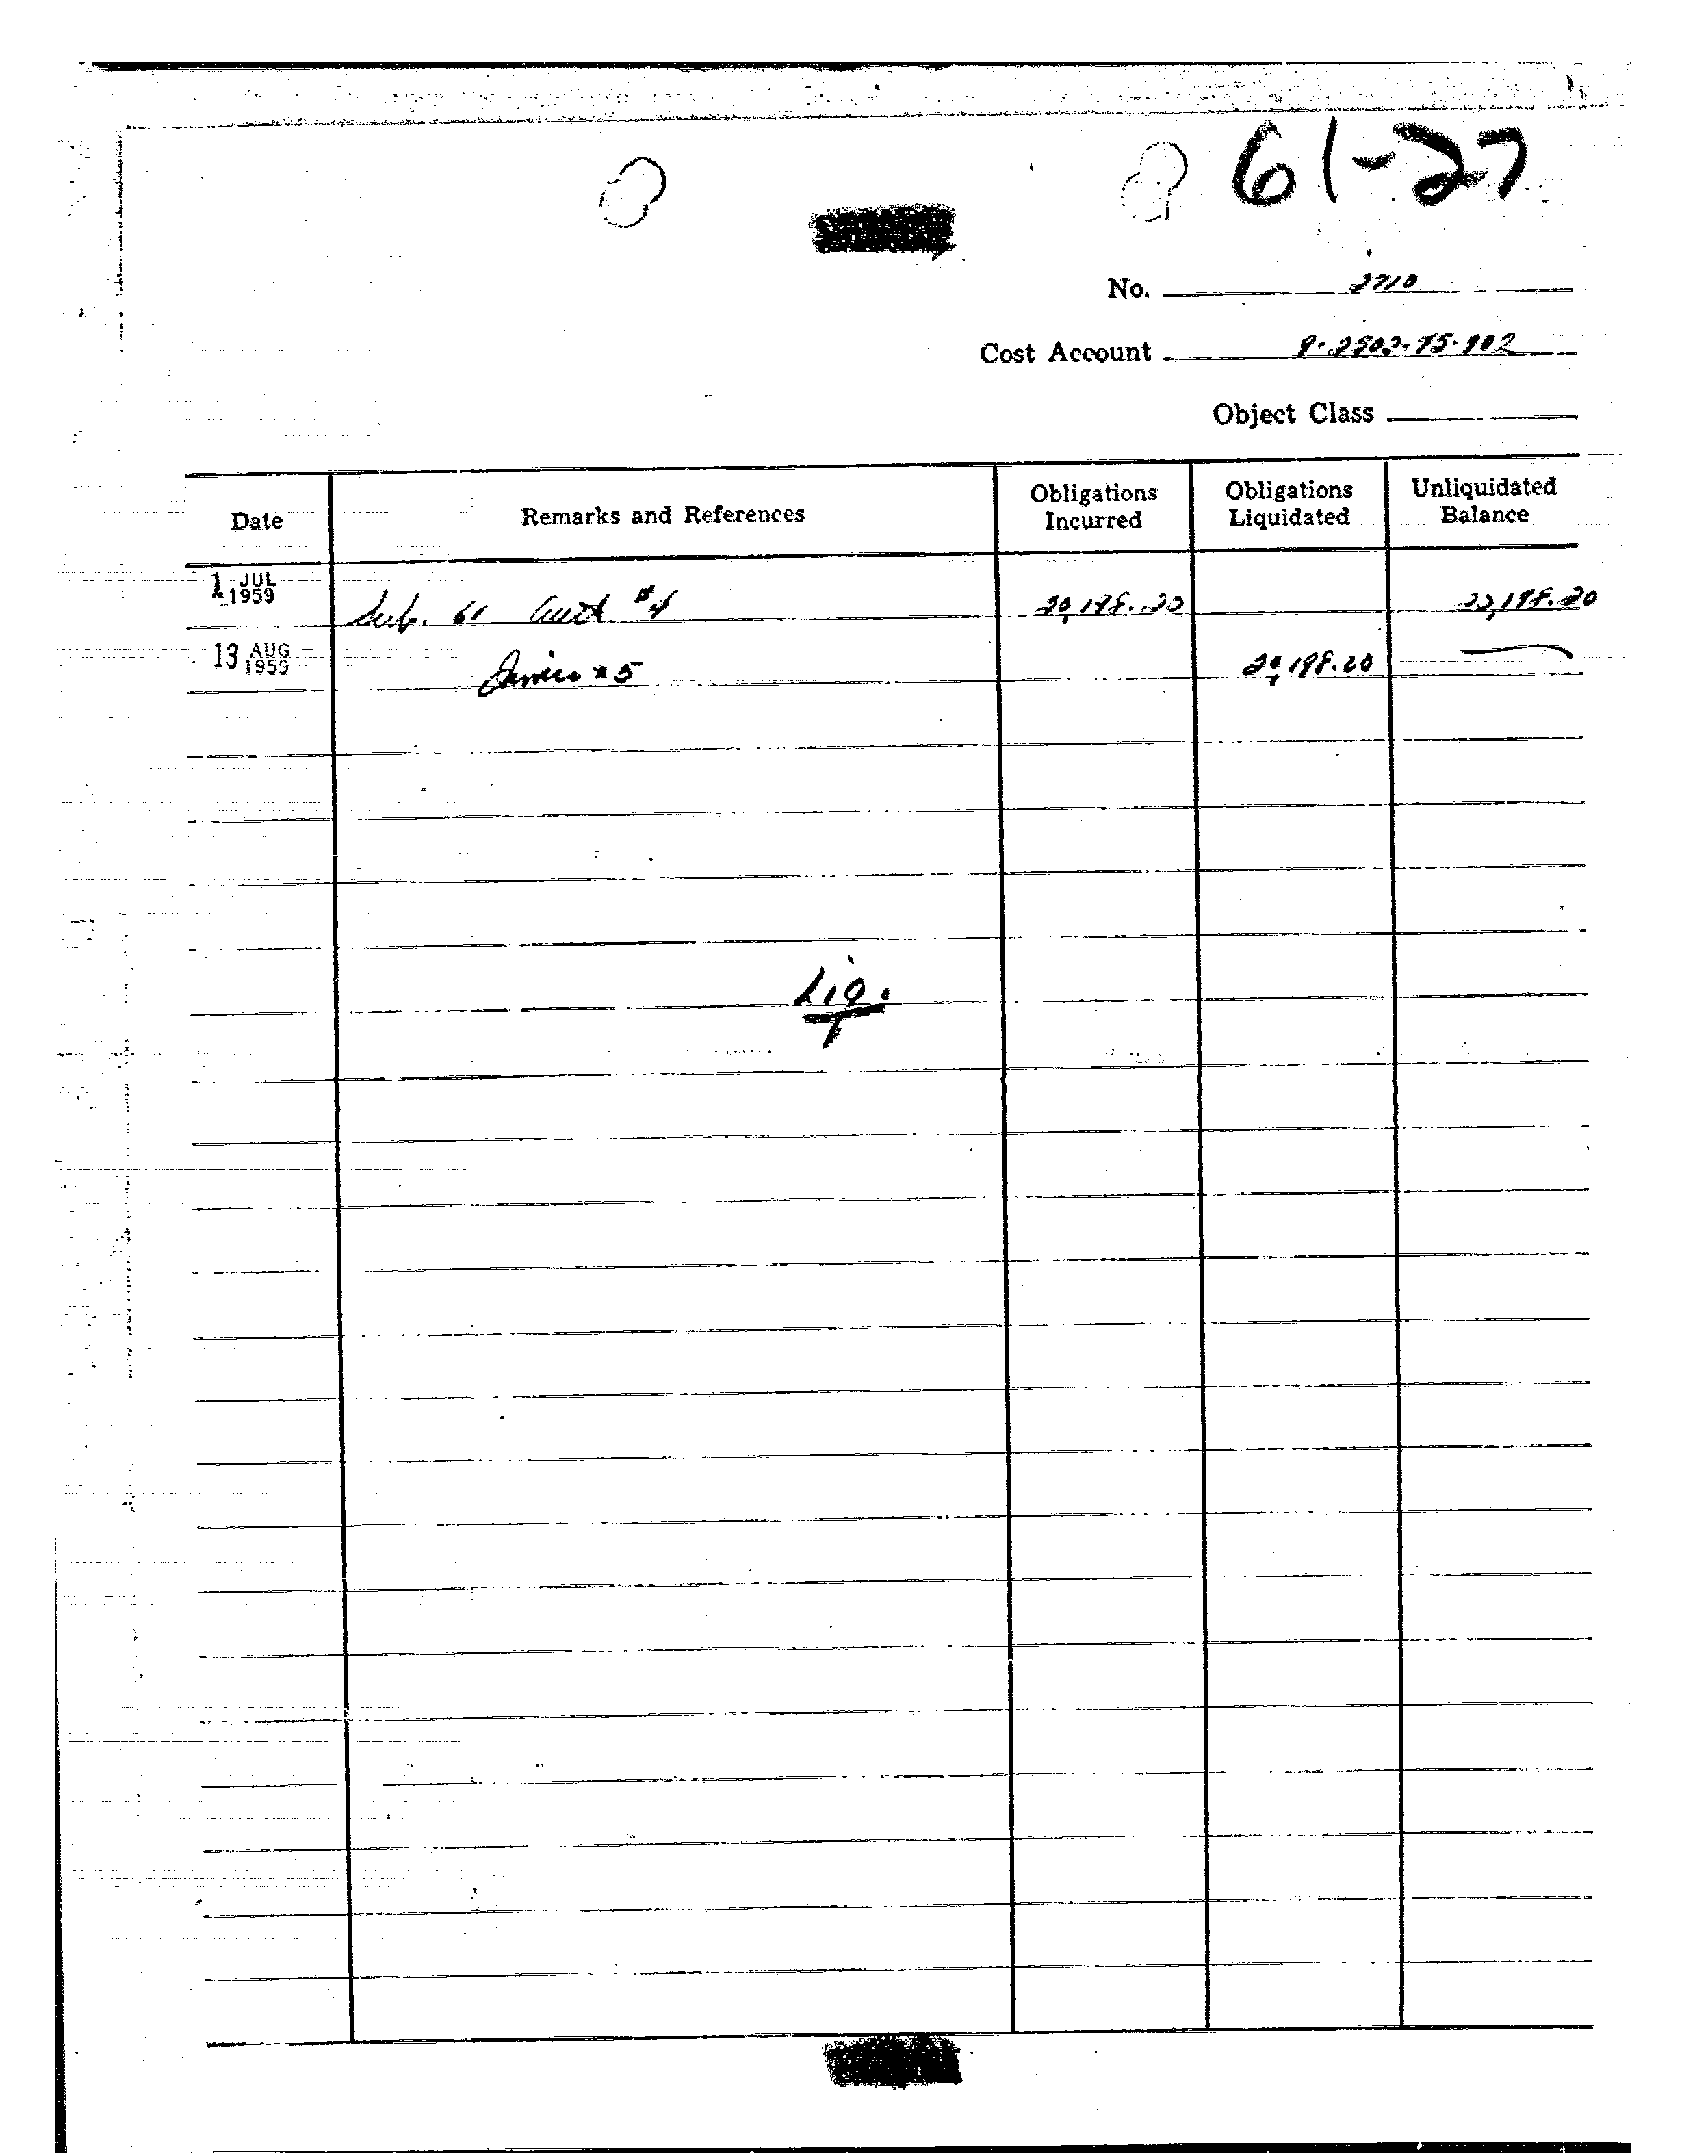 61-27
No. 2710
Cost Account 9.2502.75.902
Object Class
Date Remarks and References Obligations Incurred Obligations Liquidated Unliquidated Balance
1 JUL 1959 Sub. 61 Auth #4 20,198.20 20,198.20
13 AUG 1959 #5 20,198.20
Liq.